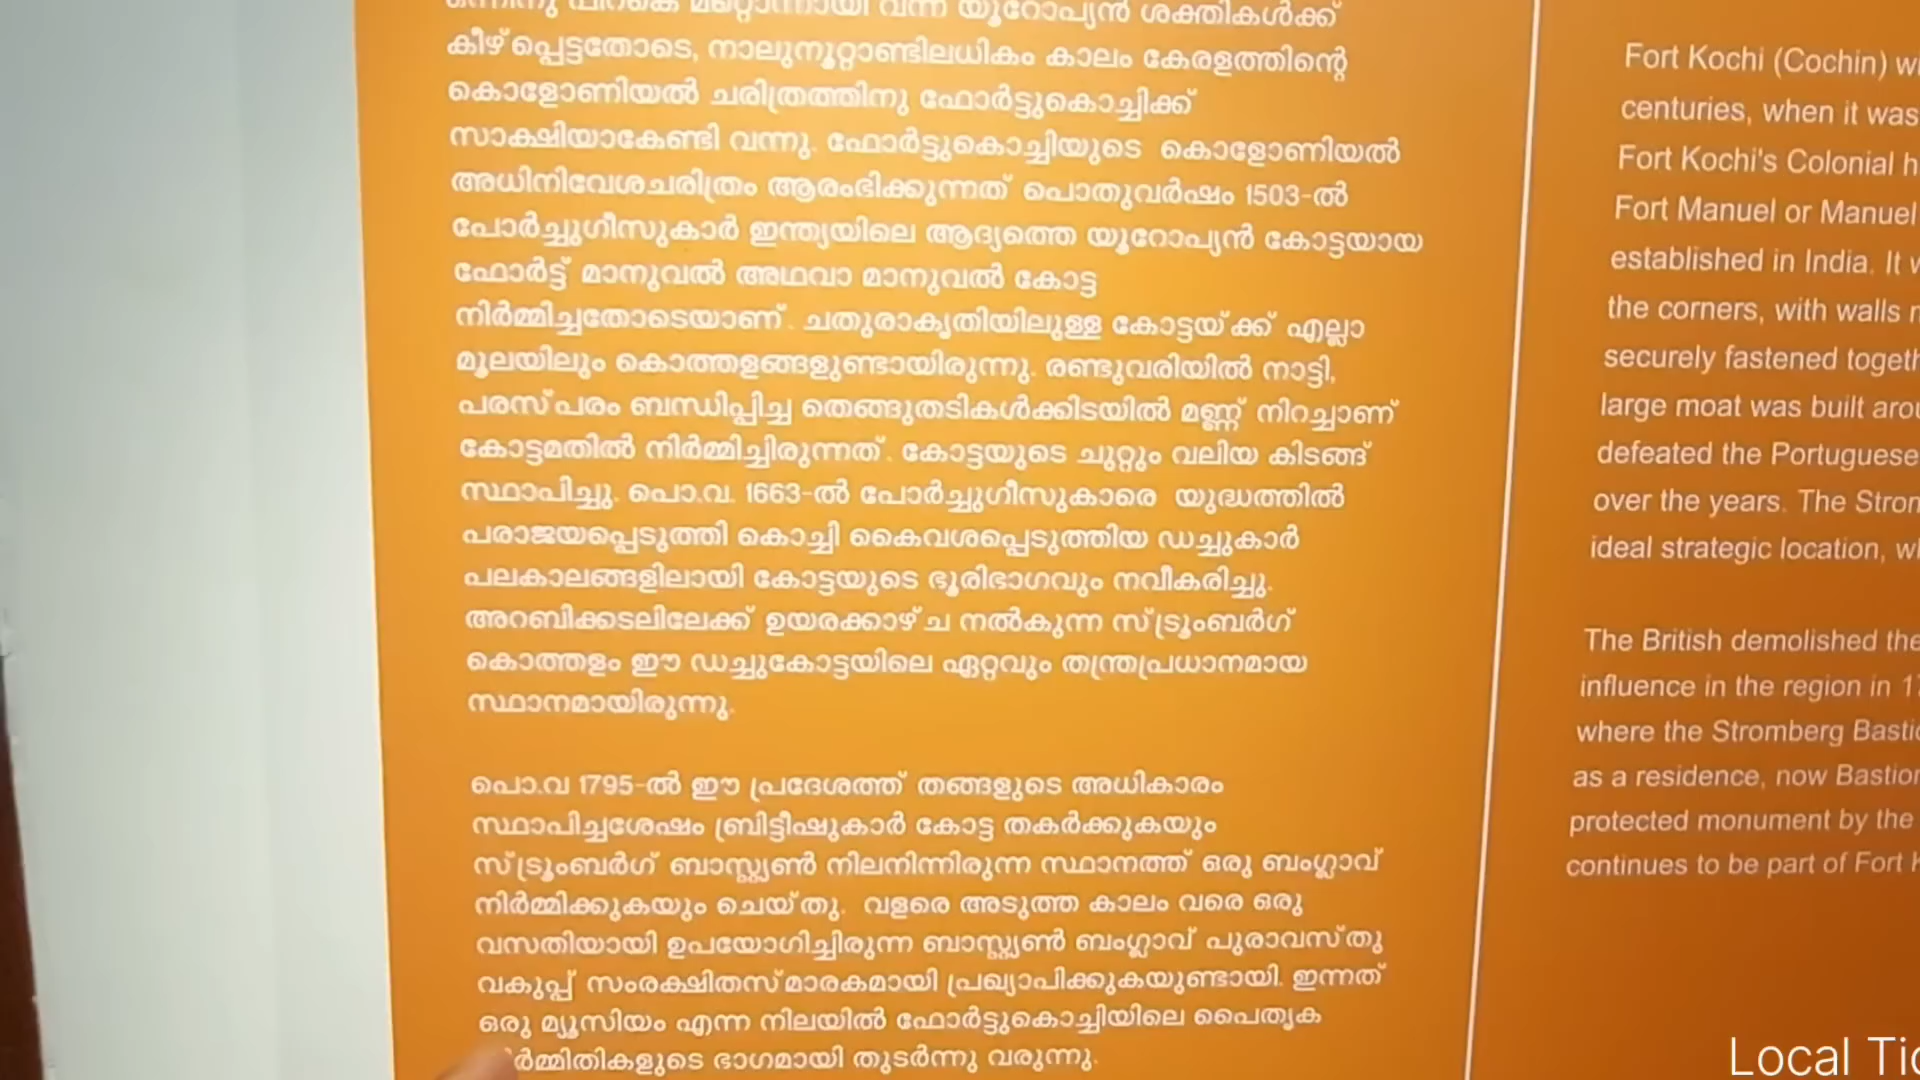 ഒന്നിനു പിറകെ മറ്റൊന്നായി വന്ന യൂറോപ്യൻ ശക്തികൾക്ക്
കീഴ്പ്പെട്ടതോടെ, നാലുനൂറ്റാണ്ടിലധികം കാലം കേരളത്തിന്റെ
കൊളോണിയൽ ചരിത്രത്തിനു ഫോർട്ടുകൊച്ചിക്ക്
സാക്ഷിയാകേണ്ടി വന്നു. ഫോർട്ടുകൊച്ചിയുടെ കൊളോണിയൽ
അധിനിവേശചരിത്രം ആരംഭിക്കുന്നത് പൊതുവർഷം 1503-ൽ
പോർച്ചുഗീസുകാർ ഇന്ത്യയിലെ ആദ്യത്തെ യൂറോപ്യൻ കോട്ടയായ
ഫോർട്ട് മാനുവൽ അഥവാ മാനുവൽ കോട്ട
നിർമ്മിച്ചതോടെയാണ്. ചതുരാകൃതിയിലുള്ള കോട്ടയ്ക്ക് എല്ലാ
മൂലയിലും കൊത്തളങ്ങളുണ്ടായിരുന്നു. രണ്ടുവരിയിൽ നാട്ടി,
പരസ്പരം ബന്ധിപ്പിച്ച തെങ്ങുതടികൾക്കിടയിൽ മണ്ണ് നിറച്ചാണ്
കോട്ടമതിൽ നിർമ്മിച്ചിരുന്നത്. കോട്ടയുടെ ചുറ്റും വലിയ കിടങ്ങ്
സ്ഥാപിച്ചു. പൊ.വ. 1663-ൽ പോർച്ചുഗീസുകാരെ യുദ്ധത്തിൽ
പരാജയപ്പെടുത്തി കൊച്ചി കൈവശപ്പെടുത്തിയ ഡച്ചുകാർ
പലകാലങ്ങളിലായി കോട്ടയുടെ ഭൂരിഭാഗവും നവീകരിച്ചു.
അറബിക്കടലിലേക്ക് ഉയരക്കാഴ്ച നൽകുന്ന സ്ട്രൂംബർഗ്
കൊത്തളം ഈ ഡച്ചുകോട്ടയിലെ ഏറ്റവും തന്ത്രപ്രധാനമായ
സ്ഥാനമായിരുന്നു.
പൊ.വ 1795-ൽ ഈ പ്രദേശത്ത് തങ്ങളുടെ അധികാരം
സ്ഥാപിച്ചശേഷം ബ്രിട്ടീഷുകാർ കോട്ട തകർക്കുകയും
സ്ട്രൂംബർഗ് ബാസ്റ്റ്യൺ നിലനിന്നിരുന്ന സ്ഥാനത്ത് ഒരു ബംഗ്ലാവ്
നിർമ്മിക്കുകയും ചെയ്തു. വളരെ അടുത്ത കാലം വരെ ഒരു
വസതിയായി ഉപയോഗിച്ചിരുന്ന ബാസ്റ്റ്യൺ ബംഗ്ലാവ് പുരാവസ്തു
വകുപ്പ് സംരക്ഷിതസ്മാരകമായി പ്രഖ്യാപിക്കുകയുണ്ടായി. ഇന്നത്
ഒരു മ്യൂസിയം എന്ന നിലയിൽ ഫോർട്ടുകൊച്ചിയിലെ പൈതൃക
ഭാഗമായി തുടർന്നു വരുന്നു.
Fort Kochi (Cochin)
centuries, when it was
Fort Kochi's Colonial
Fort Manuel or Manuel
established in India. It
the corners, with walls
securely fastened
large moat was built
defeated the Portuguese
over the years. The
ideal strategic location,
The British demolished the
influence in the region in
where the Stromberg
as a residence, now
protected monument by the
continues to be part of Fort
Local